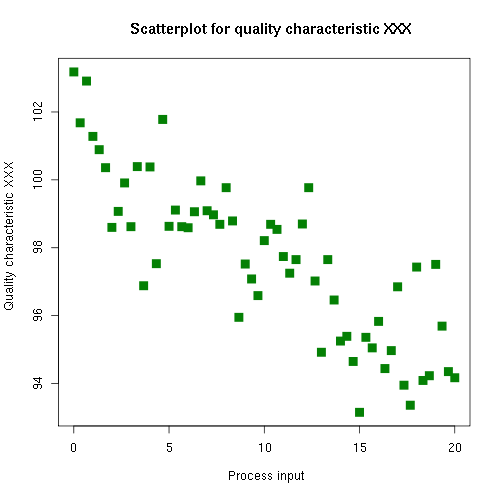 Scatterplot for quality characteristic XXX
Quality characteristic XXX
102
100
98
96
94
0 5 10 15 20
Process input